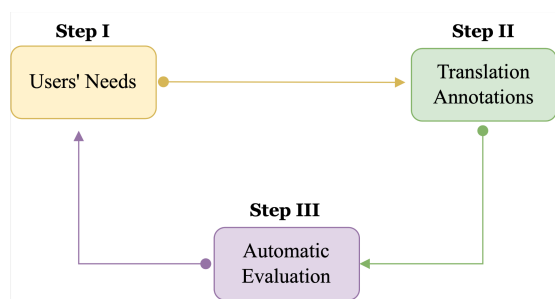 Step I
Users' Needs
Step II
Translation
Annotations
Step III
Automatic
Evaluation